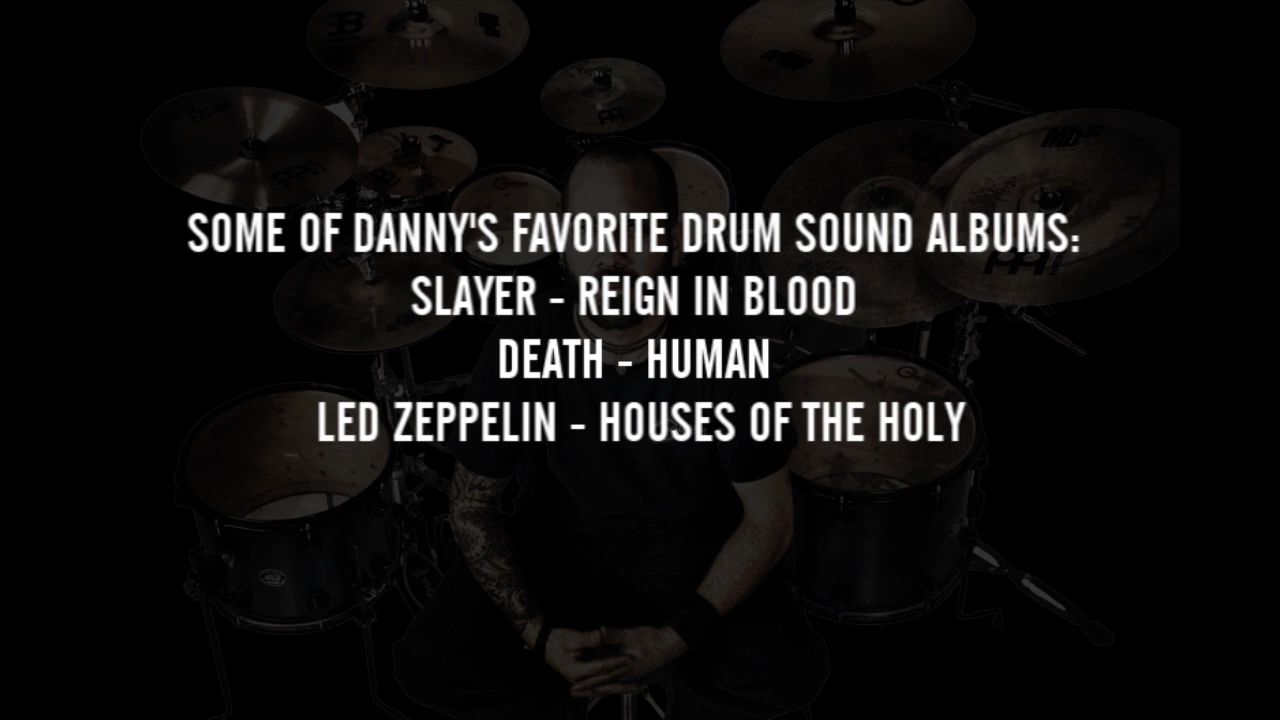 SOME OF DANNY'S FAVORITE DRUM SOUND ALBUMS:
SLAYER - REIGN IN BLOOD
DEATH - HUMAN
LED ZEPPELIN - HOUSES OF THE HOLY